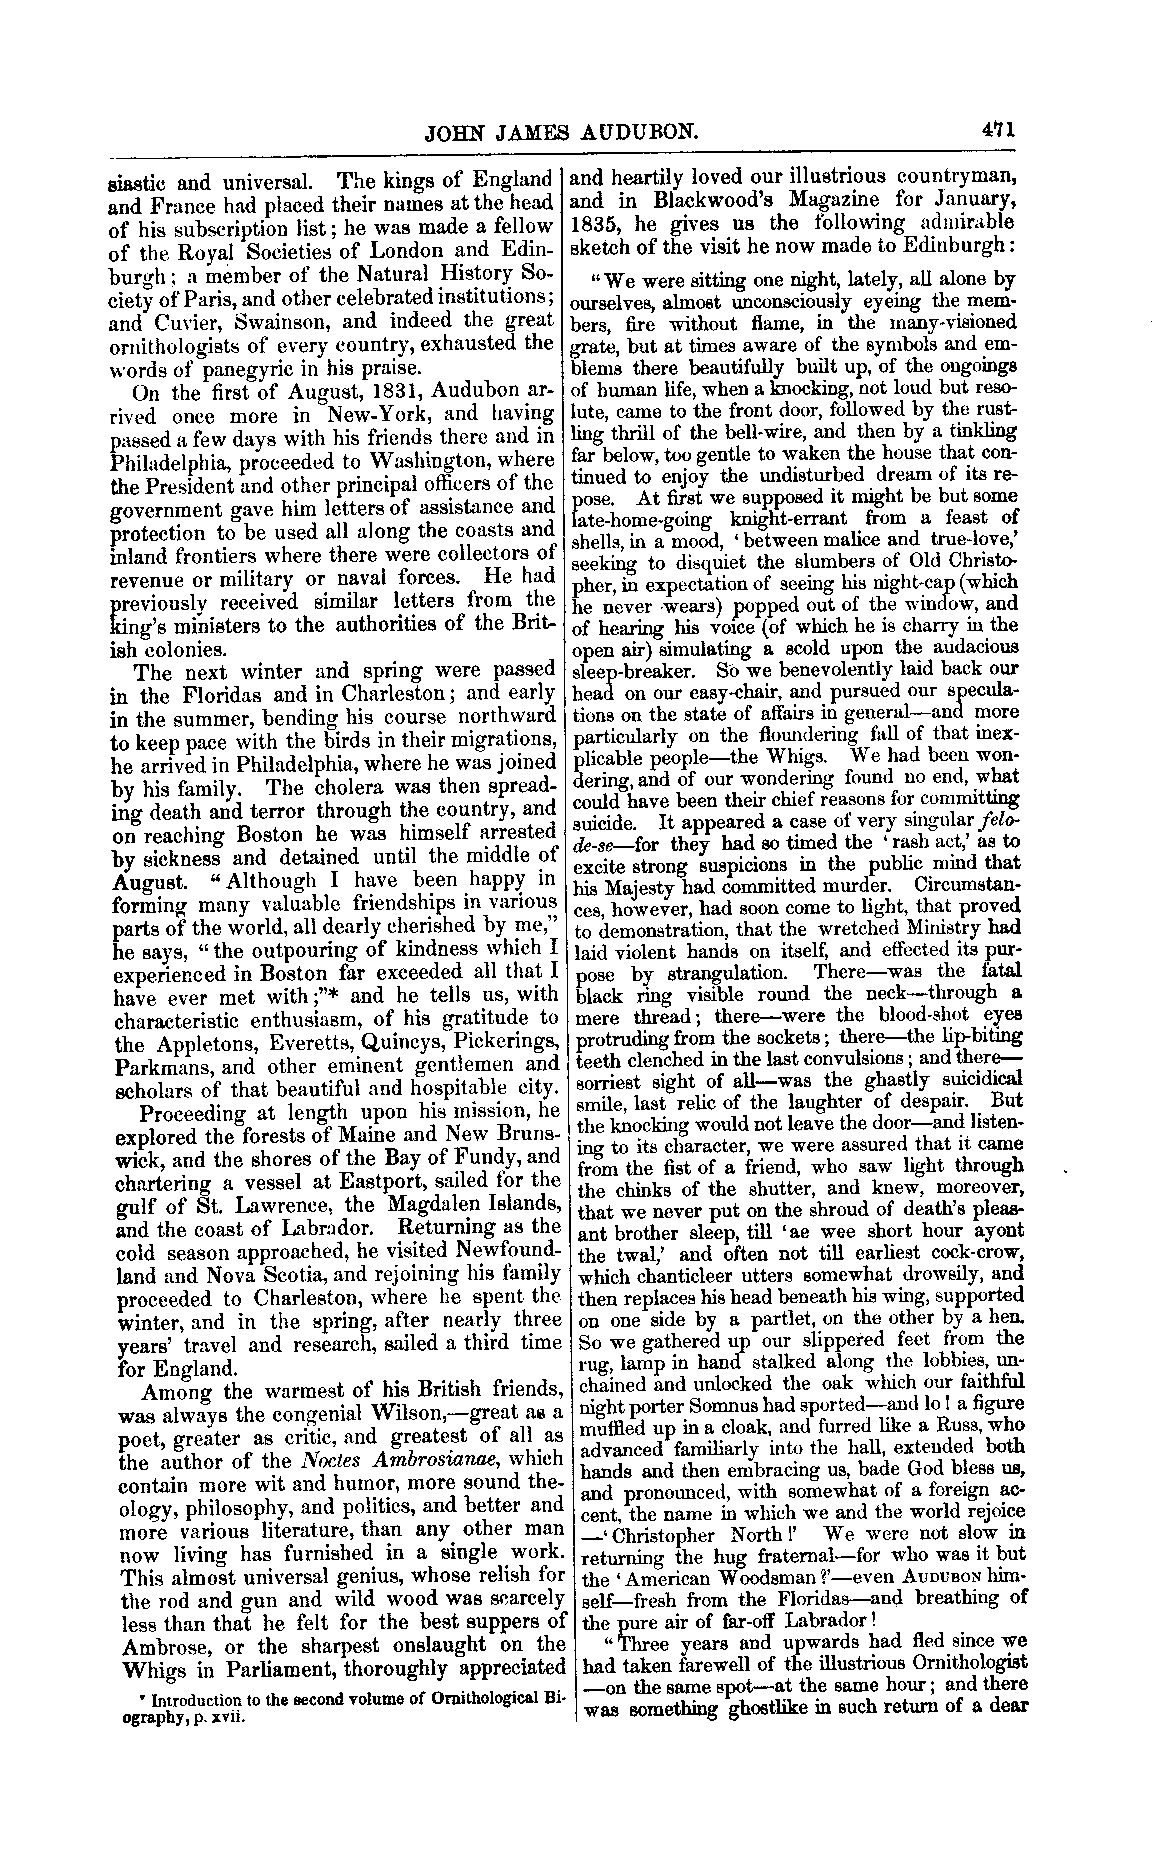 JOHN JAMES AUDUBON. 471
siastic and universal. The kings of England
and France had placed their names at the head
of his subscription list; he was made a fellow
of the Royal Societies of London and Edin-
burgh; a member of the Natural History So-
ciety of Paris, and other celebrated institutions;
and Cuvier, Swainson, and indeed the great
ornithologists of every country, exhausted the
words of panegyric in his praise.
On the first of August, 1831, Audubon ar-
rived once more in New-York, and having
passed a few days with his friends there and in
Philadelphia, proceeded to Washington, where
the President and other principal officers of the
government gave him letters of assistance and
protection to be used all along the coasts and
inland frontiers where there were collectors of
revenue or military or naval forces. He had
previously received similar letters from the
king's ministers to the authorities of the Brit-
ish colonies.
The next winter and spring were passed
in the Floridas and in Charleston; and early
in the summer, bending his course northward
to keep pace with the birds in their migrations,
he arrived in Philadelphia, where he was joined
by his family. The cholera was then spread-
ing death and terror through the country, and
on reaching Boston he was himself arrested
by sickness and detained until the middle of
August. “Although I have been happy in
forming many valuable friendships in various
parts of the world, all dearly cherished by me,”
he says, “the outpouring of kindness which I
experienced in Boston far exceeded all that I
have ever met with;”* and he tells us, with
characteristic enthusiasm, of his gratitude to
the Appletons, Everetts, Quincys, Pickerings,
Parkmans, and other eminent gentlemen and
scholars of that beautiful and hospitable city.
Proceeding at length upon his mission, he
explored the forests of Maine and New Bruns-
wick, and the shores of the Bay of Fundy, and
chartering a vessel at Eastport, sailed for the
gulf of St. Lawrence, the Magdalen Islands,
and the coast of Labrador. Returning as the
cold season approached, he visited Newfound-
land and Nova Scotia, and rejoining his family
proceeded to Charleston, where he spent the
winter, and in the spring, after nearly three
years' travel and research, sailed a third time
for England.
Among the warmest of his British friends,
was always the congenial Wilson,—great as a
poet, greater as critic, and greatest of all as
the author of the Noctes Ambrosianae, which
contain more wit and humor, more sound the-
ology, philosophy, and politics, and better and
more various literature, than any other man
now living has furnished in a single work.
This almost universal genius, whose relish for
the rod and gun and wild wood was scarcely
less than that he felt for the best suppers of
Ambrose, or the sharpest onslaught on the
Whigs in Parliament, thoroughly appreciated
* Introduction to the second volume of Ornithological Bi-
ography, p. xvii.
and heartily loved our illustrious countryman,
and in Blackwood's Magazine for January,
1835, he gives us the following admirable
sketch of the visit he now made to Edinburgh:
“We were sitting one night, lately, all alone by
ourselves, almost unconsciously eyeing the mem-
bers, fire without flame, in the many-visioned
grate, but at times aware of the symbols and em-
blems there beautifully built up, of the ongoings
of human life, when a knocking, not loud but reso-
lute, came to the front door, followed by the rust-
ling thrill of the bell-wire, and then by a tinkling
far below, too gentle to waken the house that con-
tinued to enjoy the undisturbed dream of its re-
pose. At first we supposed it might be but some
late-home-going knight-errant from a feast of
shells, in a mood, ‘between malice and true-love,’
seeking to disquiet the slumbers of Old Christo-
pher, in expectation of seeing his night-cap (which
he never wears) popped out of the window, and
of hearing his voice (of which he is charry in the
open air) simulating a scold upon the audacious
sleep-breaker. So we benevolently laid back our
head on our easy-chair, and pursued our specula-
tions on the state of affairs in general—and more
particularly on the floundering fall of that inex-
plicable people—the Whigs. We had been won-
dering, and of our wondering found no end, what
could have been their chief reasons for committing
suicide. It appeared a case of very singular felo-
de-se—for they had so timed the ‘rash act,’ as to
excite strong suspicions in the public mind that
his Majesty had committed murder. Circumstan-
ces, however, had soon come to light, that proved
to demonstration, that the wretched Ministry had
laid violent hands on itself, and effected its pur-
pose by strangulation. There—was the fatal
black ring visible round the neck—through a
mere thread; there—were the blood-shot eyes
protruding from the sockets; there—the lip-biting
teeth clenched in the last convulsions; and there—
sorriest sight of all—was the ghastly suicidical
smile, last relic of the laughter of despair. But
the knocking would not leave the door—and listen-
ing to its character, we were assured that it came
from the fist of a friend, who saw light through
the chinks of the shutter, and knew, moreover,
that we never put on the shroud of death's pleas-
ant brother sleep, till ‘ae wee short hour ayont
the twal,’ and often not till earliest cock-crow,
which chanticleer utters somewhat drowsily, and
then replaces his head beneath his wing, supported
on one side by a partlet, on the other by a hen.
So we gathered up our slippered feet from the
rug, lamp in hand stalked along the lobbies, un-
chained and unlocked the oak which our faithful
night porter Somnus had sported—and lo! a figure
muffled up in a cloak, and furred like a Russ, who
advanced familiarly into the hall, extended both
hands and then embracing us, bade God bless us,
and pronounced, with somewhat of a foreign ac-
cent, the name in which we and the world rejoice
—‘Christopher North!’ We were not slow in
returning the hug fraternal—for who was it but
the ‘American Woodsman?’—even AUDUBON him-
self—fresh from the Floridas—and breathing of
the pure air of far-off Labrador!
“Three years and upwards had fled since we
had taken farewell of the illustrious Ornithologist
—on the same spot—at the same hour; and there
was something ghostlike in such return of a dear